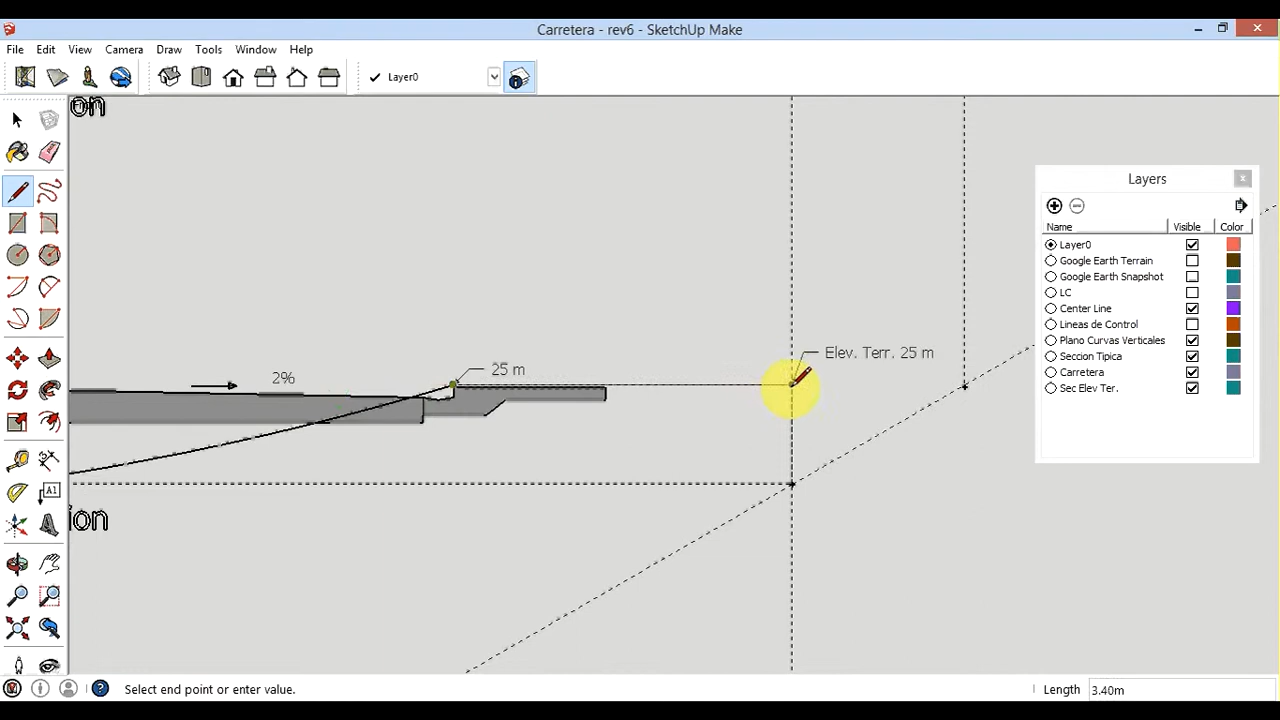 Carretera - rev6 - SketchUp Make
File Edit View Camera Draw Tools Window Help
Layer0
on
Layers
Name Visible Color
Layer0
Google Earth Terrain
Google Earth Snapshot
LC
Center Line
Lineas de Control
Plano Curvas Verticales
Seccion Tipica
Carretera
Sec Elev Ter.
Elev. Terr. 25 m
25 m
2%
A1
ion
Select end point or enter value.
Length 3.40m